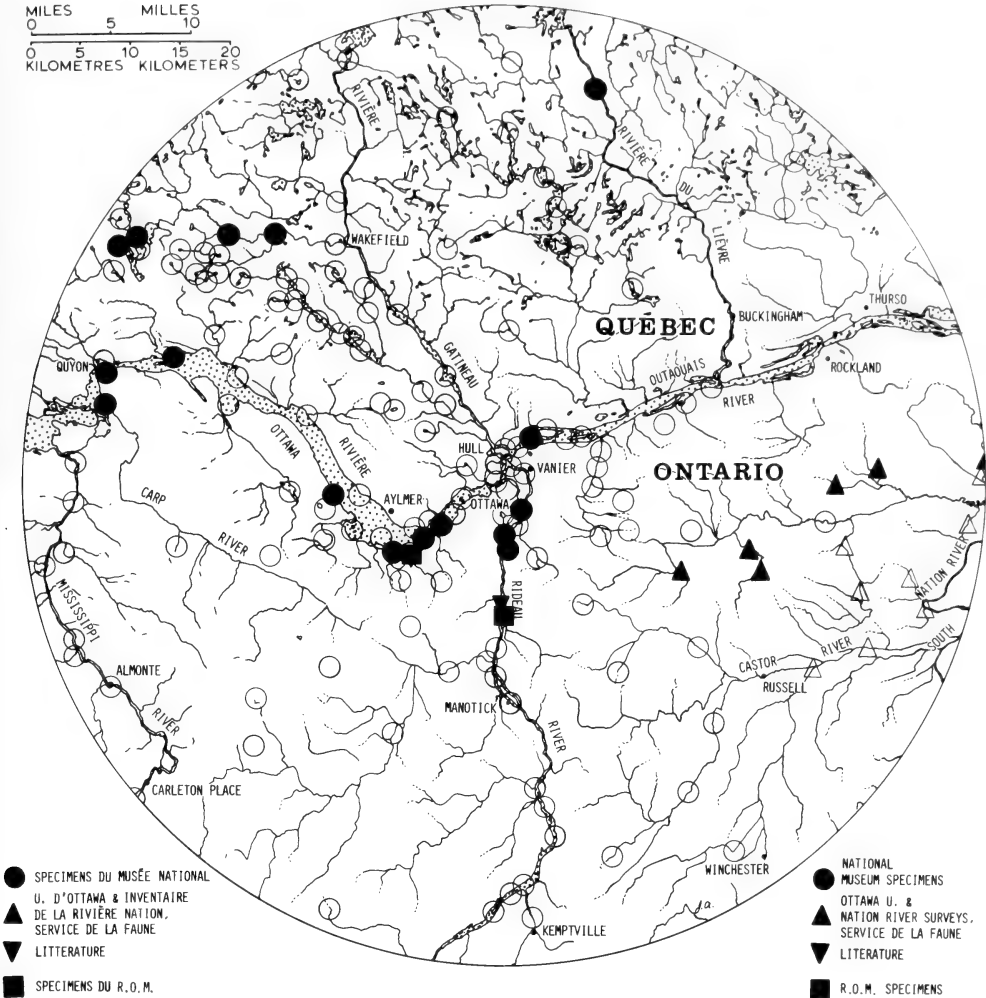 MILES MILLES
0 5 10
0 5 10 15 20
KILOMETRES KILOMETERS
RIVIÈRE
RIVIÈRE
DU
LIÈVRE
WAKEFIELD
THURSO
QUÉBEC
BUCKINGHAM
GATINEAU
QUYON
OUTAOUAIS
ROCKLAND
RIVER
OTTAWA
RIVIÈRE
HULL
VANIER
ONTARIO
CARP
RIVER
AYLMER
OTTAWA
MISSISSIPPI
RIDEAU
NATION RIVER
SOUTH
CASTOR
RIVER
RUSSELL
ALMONTE
RIVER
MANOTICK
RIVER
CARLETON PLACE
WINCHESTER
J.a.
KEMPTVILLE
SPECIMENS DU MUSÉE NATIONAL
U. D'OTTAWA & INVENTAIRE
DE LA RIVIÈRE NATION,
SERVICE DE LA FAUNE
LITTERATURE
SPECIMENS DU R.O.M.
NATIONAL
MUSEUM SPECIMENS
OTTAWA U. &
NATION RIVER SURVEYS,
SERVICE DE LA FAUNE
LITERATURE
R.O.M. SPECIMENS